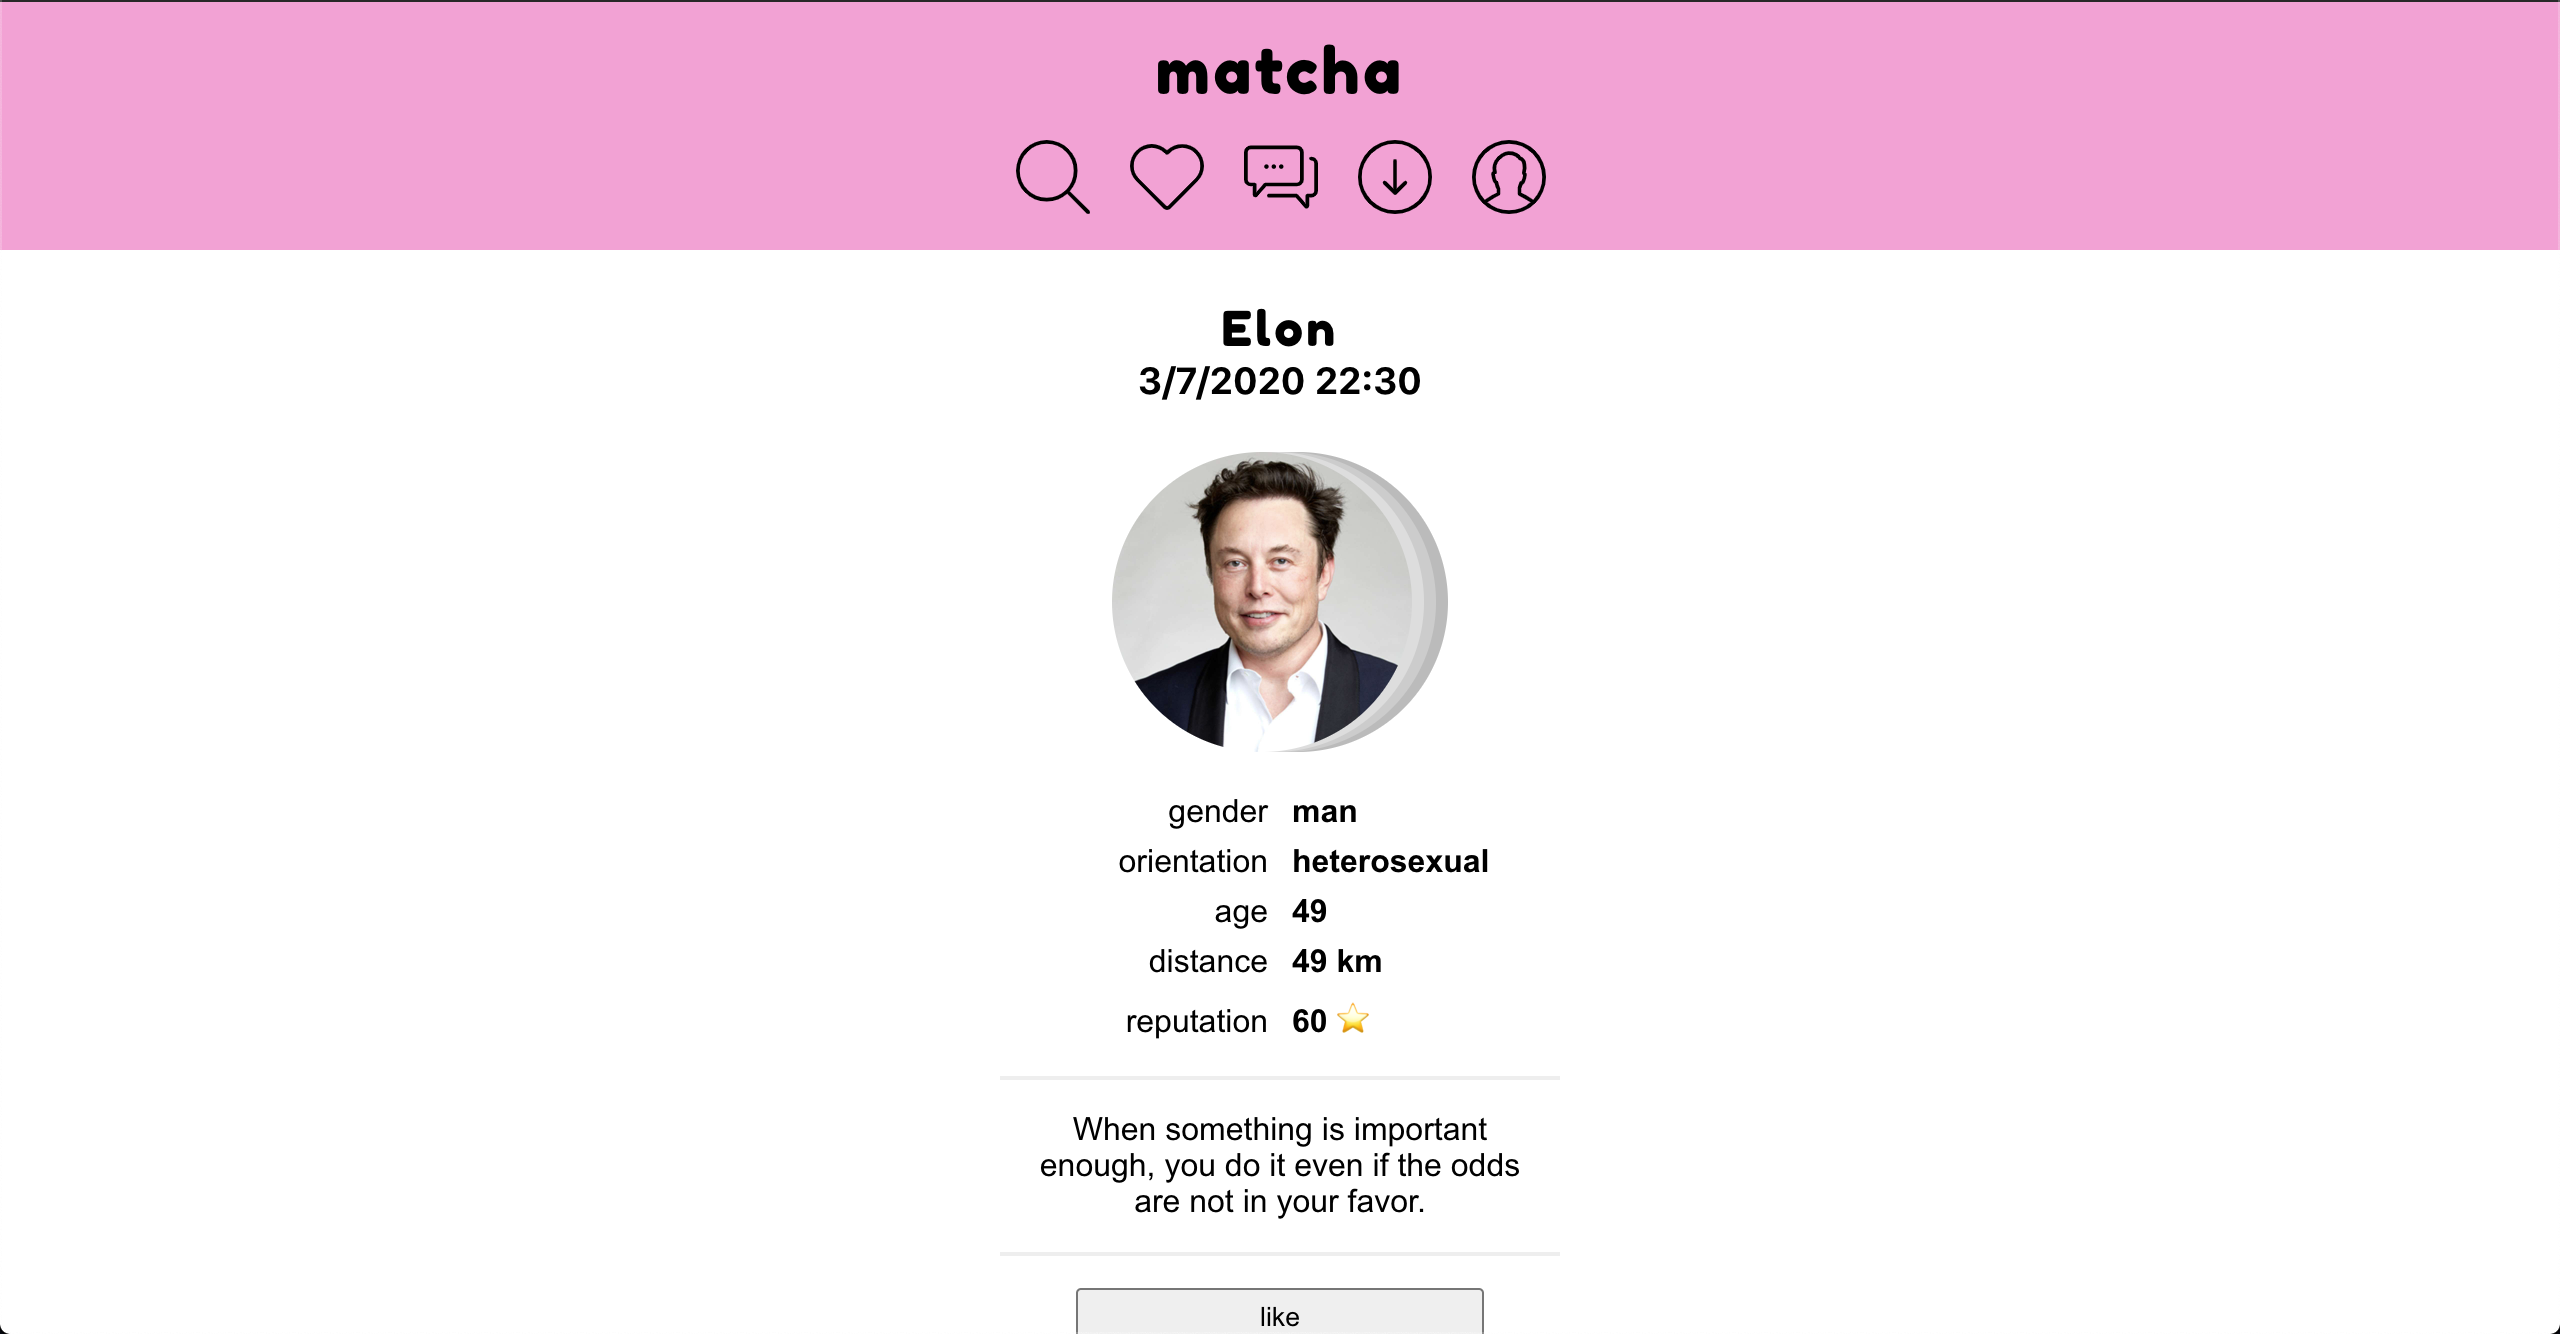 matcha
Elon
3/7/2020 22:30
gender man
orientation heterosexual
age 49
distance 49 km
reputation 60 ⭐
When something is important
enough, you do it even if the odds
are not in your favor.
like